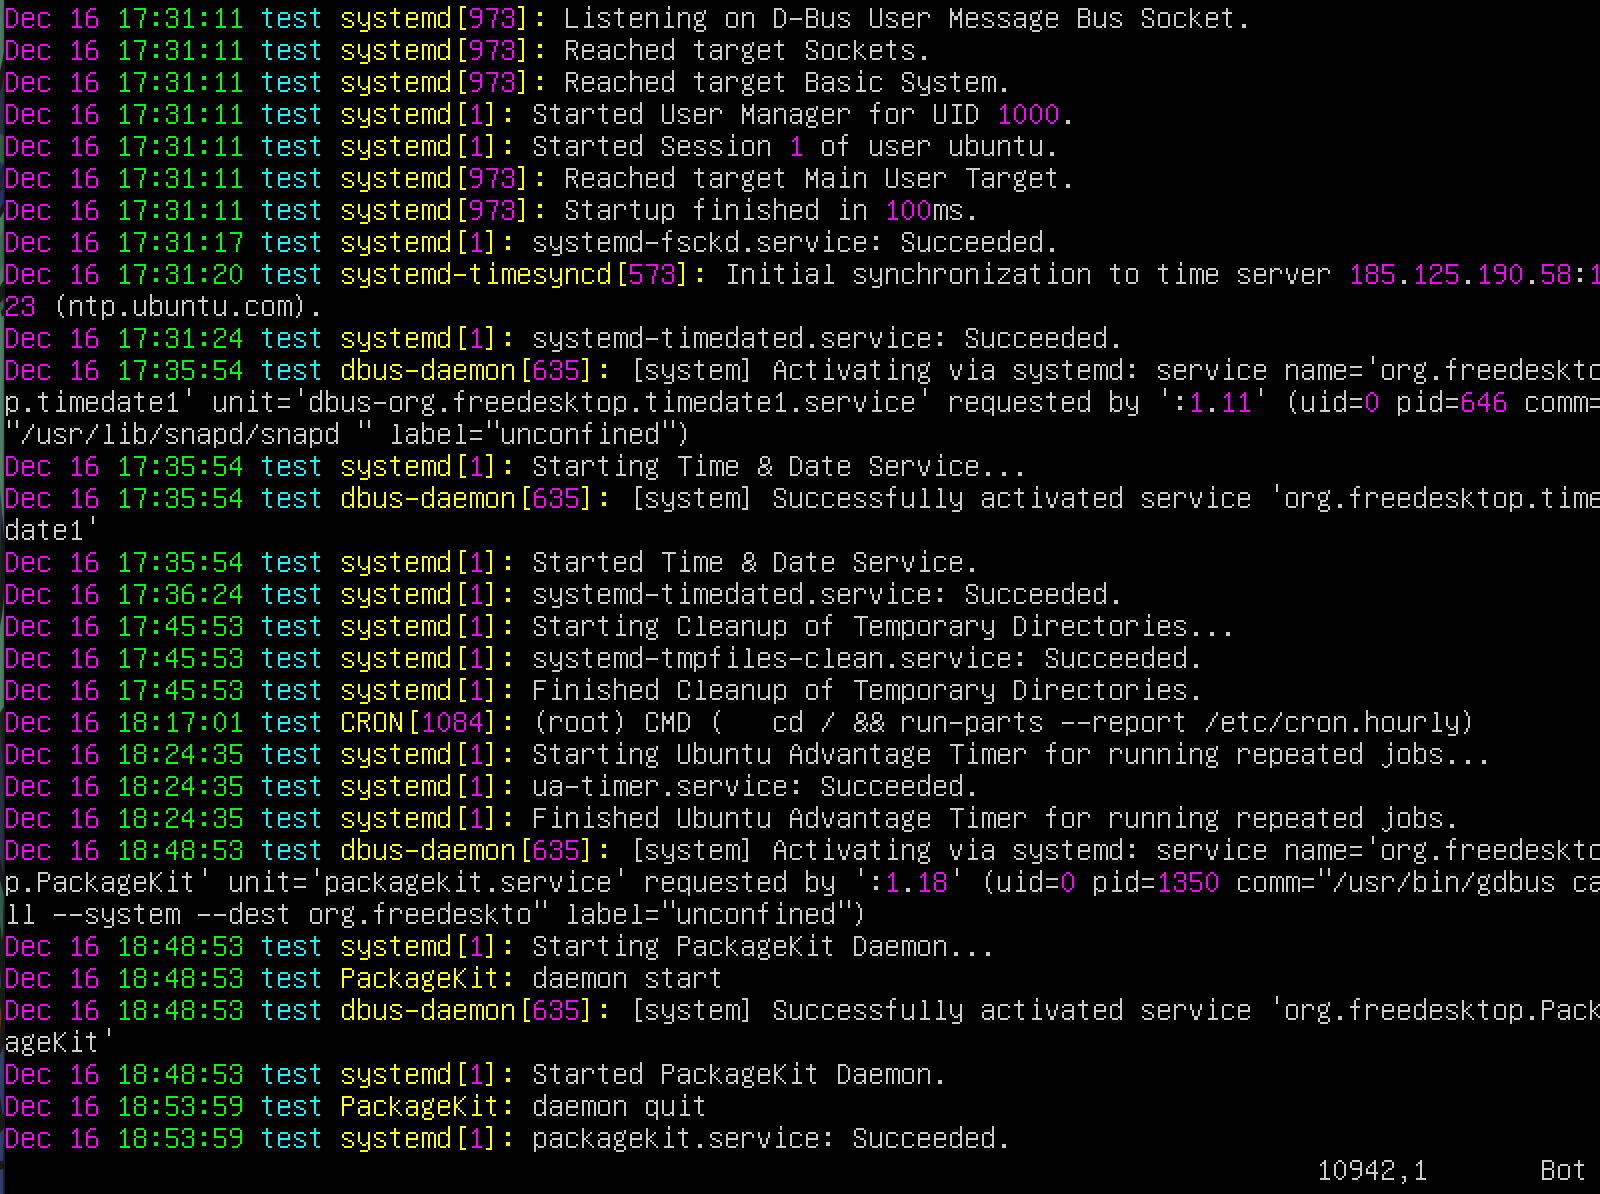 Dec 16 17:31:11 test systemd[973]: Listening on D-Bus User Message Bus Socket.
Dec 16 17:31:11 test systemd[973]: Reached target Sockets.
Dec 16 17:31:11 test systemd[973]: Reached target Basic System.
Dec 16 17:31:11 test systemd[1]: Started User Manager for UID 1000.
Dec 16 17:31:11 test systemd[1]: Started Session 1 of user ubuntu.
Dec 16 17:31:11 test systemd[973]: Reached target Main User Target.
Dec 16 17:31:11 test systemd[973]: Startup finished in 100ms.
Dec 16 17:31:17 test systemd[1]: systemd-fsckd.service: Succeeded.
Dec 16 17:31:20 test systemd-timesyncd[573]: Initial synchronization to time server 185.125.190.58:1
23 (ntp.ubuntu.com).
Dec 16 17:31:24 test systemd[1]: systemd-timedated.service: Succeeded.
Dec 16 17:35:54 test dbus-daemon[635]: [system] Activating via systemd: service name='org.freedeskto
p.timedate1' unit='dbus-org.freedesktop.timedate1.service' requested by ':1.11' (uid=0 pid=646 comm=
"/usr/lib/snapd/snapd " label="unconfined")
Dec 16 17:35:54 test systemd[1]: Starting Time & Date Service...
Dec 16 17:35:54 test dbus-daemon[635]: [system] Successfully activated service 'org.freedesktop.time
date1'
Dec 16 17:35:54 test systemd[1]: Started Time & Date Service.
Dec 16 17:36:24 test systemd[1]: systemd-timedated.service: Succeeded.
Dec 16 17:45:53 test systemd[1]: Starting Cleanup of Temporary Directories...
Dec 16 17:45:53 test systemd[1]: systemd-tmpfiles-clean.service: Succeeded.
Dec 16 17:45:53 test systemd[1]: Finished Cleanup of Temporary Directories.
Dec 16 18:17:01 test CRON[1084]: (root) CMD (   cd / && run-parts --report /etc/cron.hourly)
Dec 16 18:24:35 test systemd[1]: Starting Ubuntu Advantage Timer for running repeated jobs...
Dec 16 18:24:35 test systemd[1]: ua-timer.service: Succeeded.
Dec 16 18:24:35 test systemd[1]: Finished Ubuntu Advantage Timer for running repeated jobs.
Dec 16 18:48:53 test dbus-daemon[635]: [system] Activating via systemd: service name='org.freedeskto
p.PackageKit' unit='packagekit.service' requested by ':1.18' (uid=0 pid=1350 comm="/usr/bin/gdbus ca
ll --system --dest org.freedeskto" label="unconfined")
Dec 16 18:48:53 test systemd[1]: Starting PackageKit Daemon...
Dec 16 18:48:53 test PackageKit: daemon start
Dec 16 18:48:53 test dbus-daemon[635]: [system] Successfully activated service 'org.freedesktop.Pack
ageKit'
Dec 16 18:48:53 test systemd[1]: Started PackageKit Daemon.
Dec 16 18:53:59 test PackageKit: daemon quit
Dec 16 18:53:59 test systemd[1]: packagekit.service: Succeeded.
10942,1 Bot